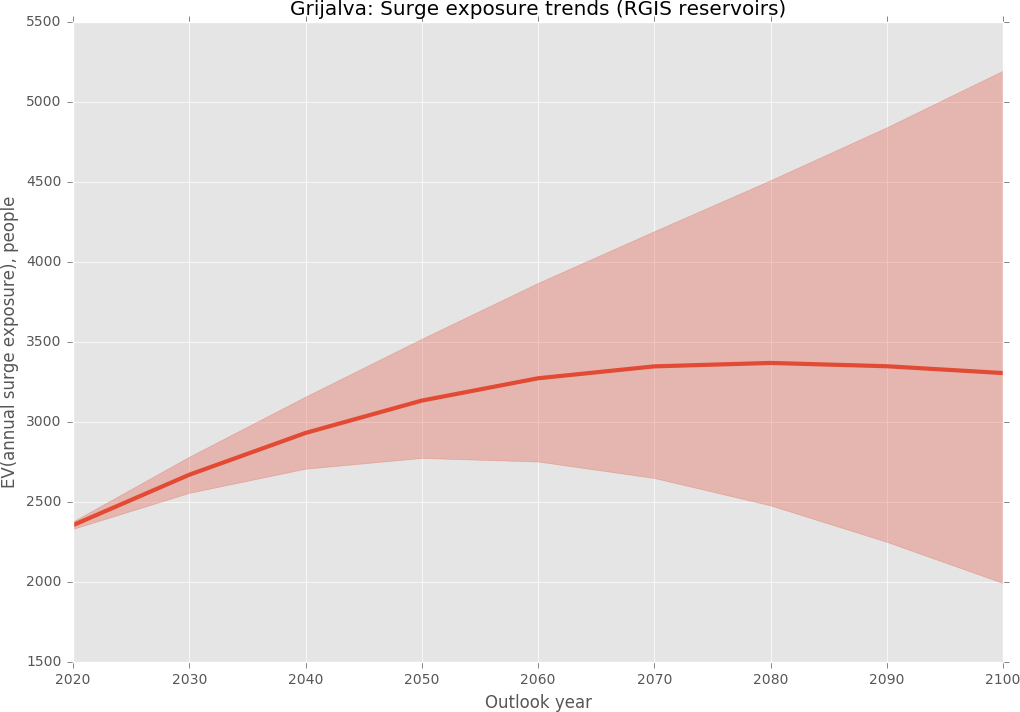 Grijalva: Surge exposure trends (RGIS reservoirs)
EV(annual surge exposure), people
5500
5000
4500
4000
3500
3000
2500
2000
1500
2020 2030 2040 2050 2060 2070 2080 2090 2100
Outlook year